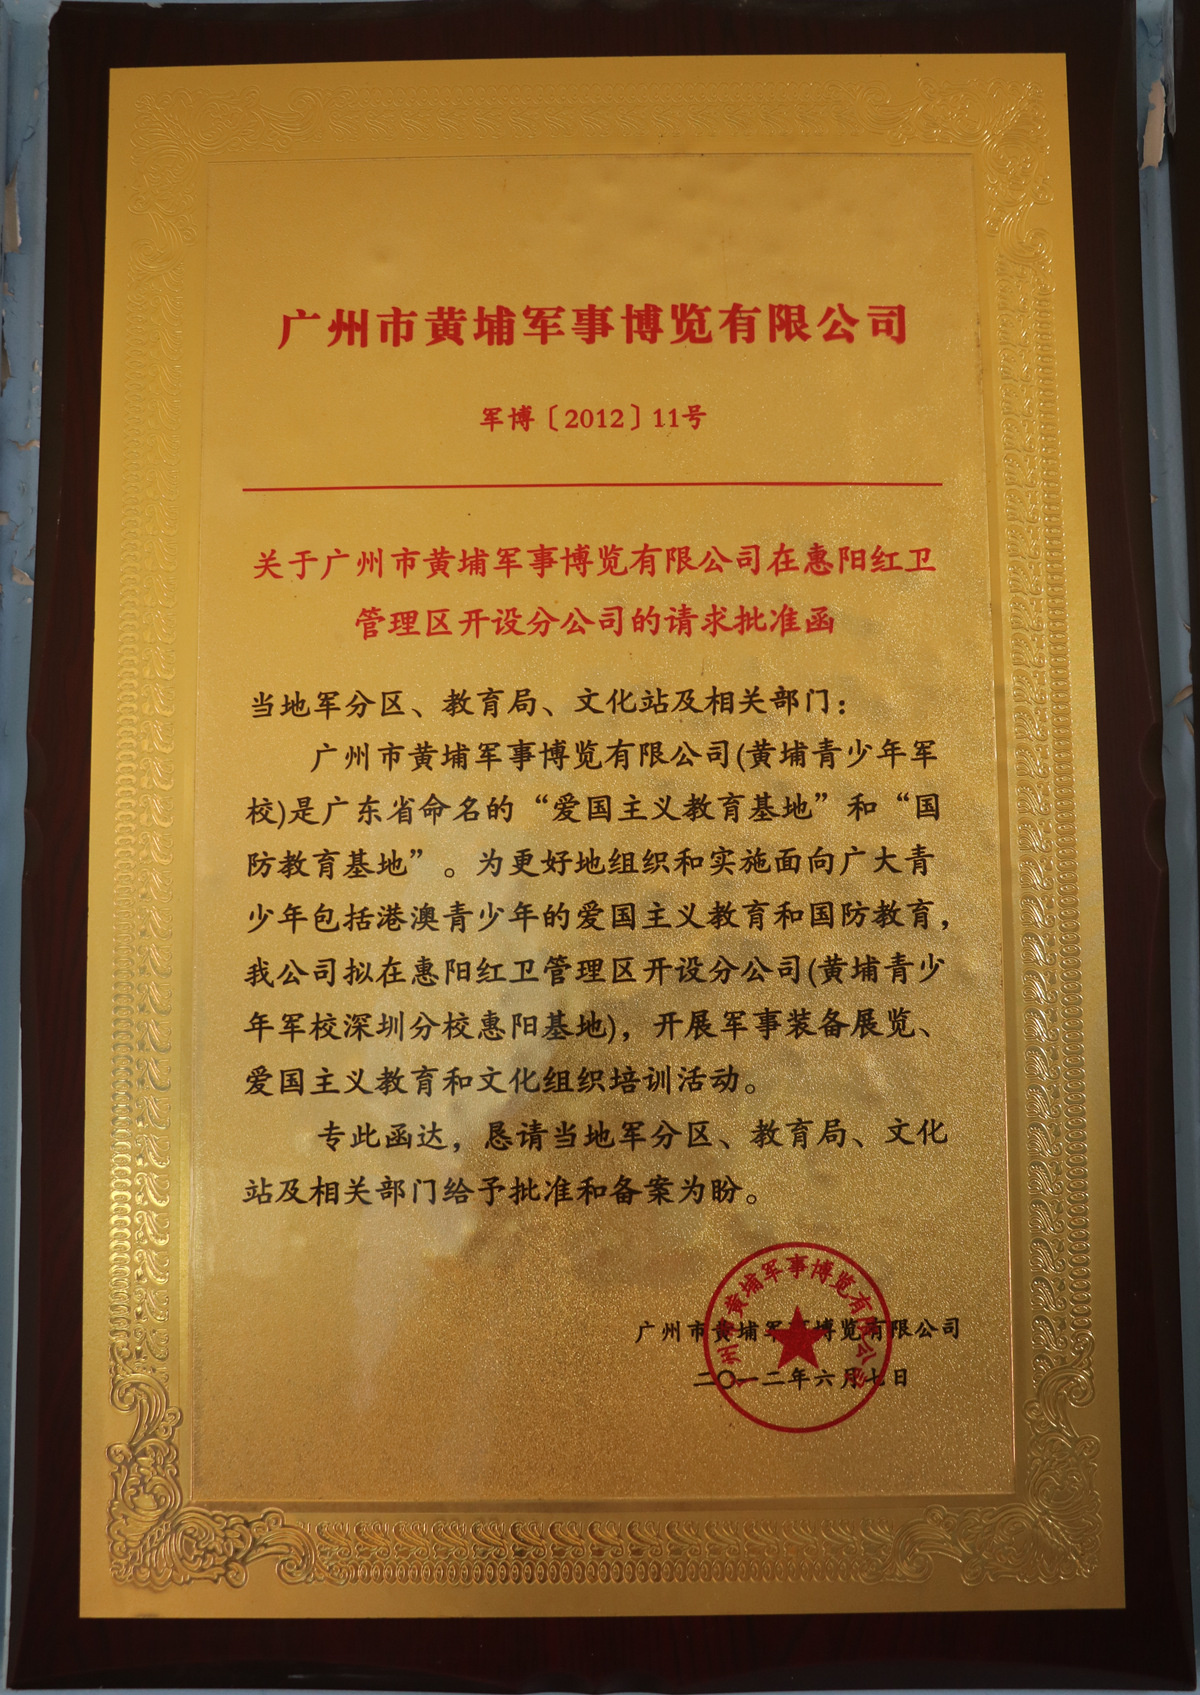 广州市黄埔军事博览有限公司
军博〔2012〕11号
关于广州市黄埔军事博览有限公司在惠阳红卫
管理区开设分公司的请求批准函
当地军分区、教育局、文化站及相关部门：
广州市黄埔军事博览有限公司(黄埔青少年军
校)是广东省命名的“爱国主义教育基地”和“国
防教育基地”。为更好地组织和实施面向广大青
少年包括港澳青少年的爱国主义教育和国防教育，
我公司拟在惠阳红卫管理区开设分公司(黄埔青少
年军校深圳分校惠阳基地)，开展军事装备展览、
爱国主义教育和文化组织培训活动。
专此函达，恳请当地军分区、教育局、文化
站及相关部门给予批准和备案为盼。
广州市黄埔军事博览有限公司
二〇一二年六月七日
广州市黄埔军事博览有限公司